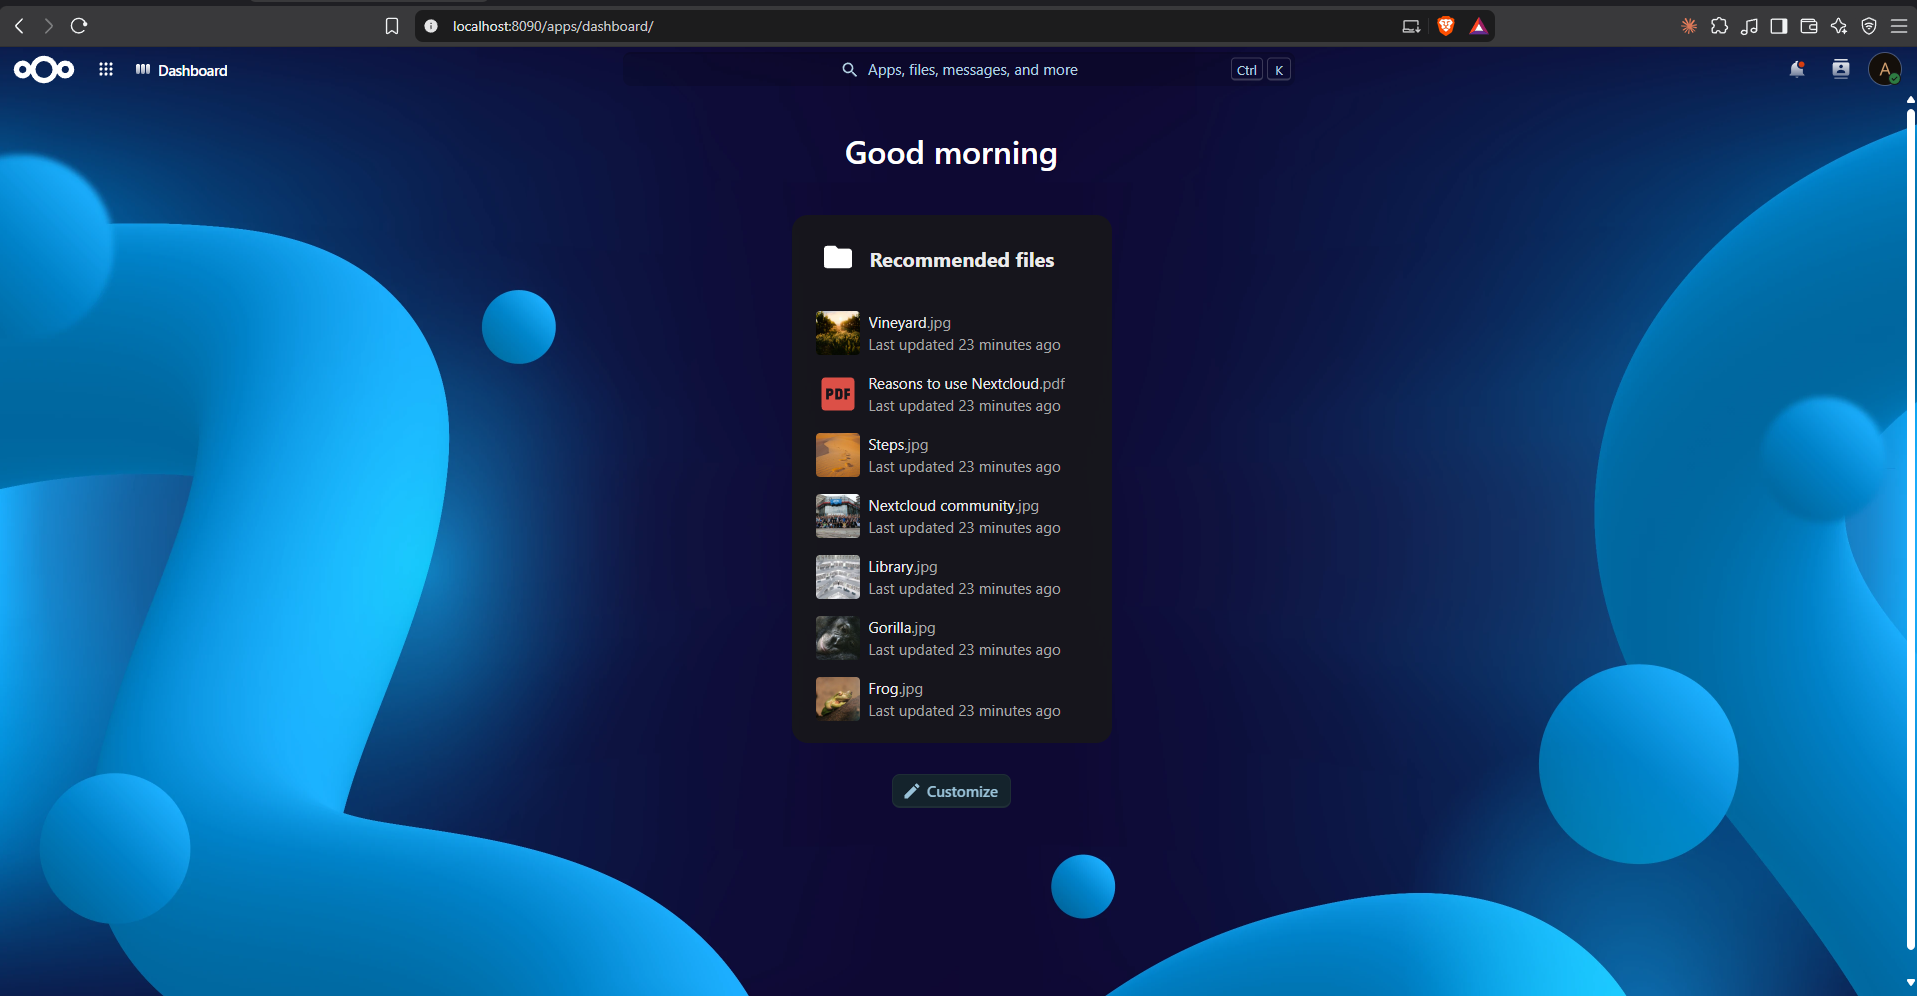 localhost:8090/apps/dashboard/
Dashboard
Apps, files, messages, and more
Ctrl K
A
Good morning
Recommended files
Vineyard.jpg
Last updated 23 minutes ago
PDF
Reasons to use Nextcloud.pdf
Last updated 23 minutes ago
Steps.jpg
Last updated 23 minutes ago
Nextcloud community.jpg
Last updated 23 minutes ago
Library.jpg
Last updated 23 minutes ago
Gorilla.jpg
Last updated 23 minutes ago
Frog.jpg
Last updated 23 minutes ago
Customize